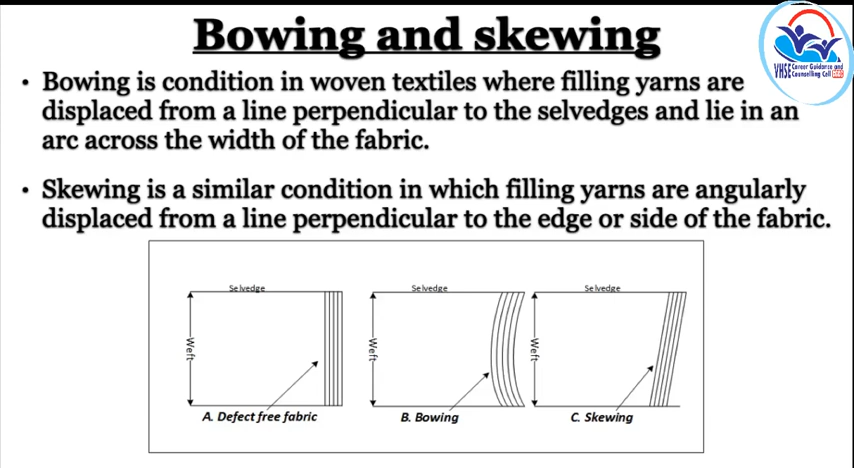 Bowing and skewing
VHSE Career Guidance and
Counselling Cell
• Bowing is condition in woven textiles where filling yarns are
displaced from a line perpendicular to the selvedges and lie in an
arc across the width of the fabric.
• Skewing is a similar condition in which filling yarns are angularly
displaced from a line perpendicular to the edge or side of the fabric.
Selvedge Selvedge Selvedge
Weft Weft Weft
A. Defect free fabric B. Bowing C. Skewing